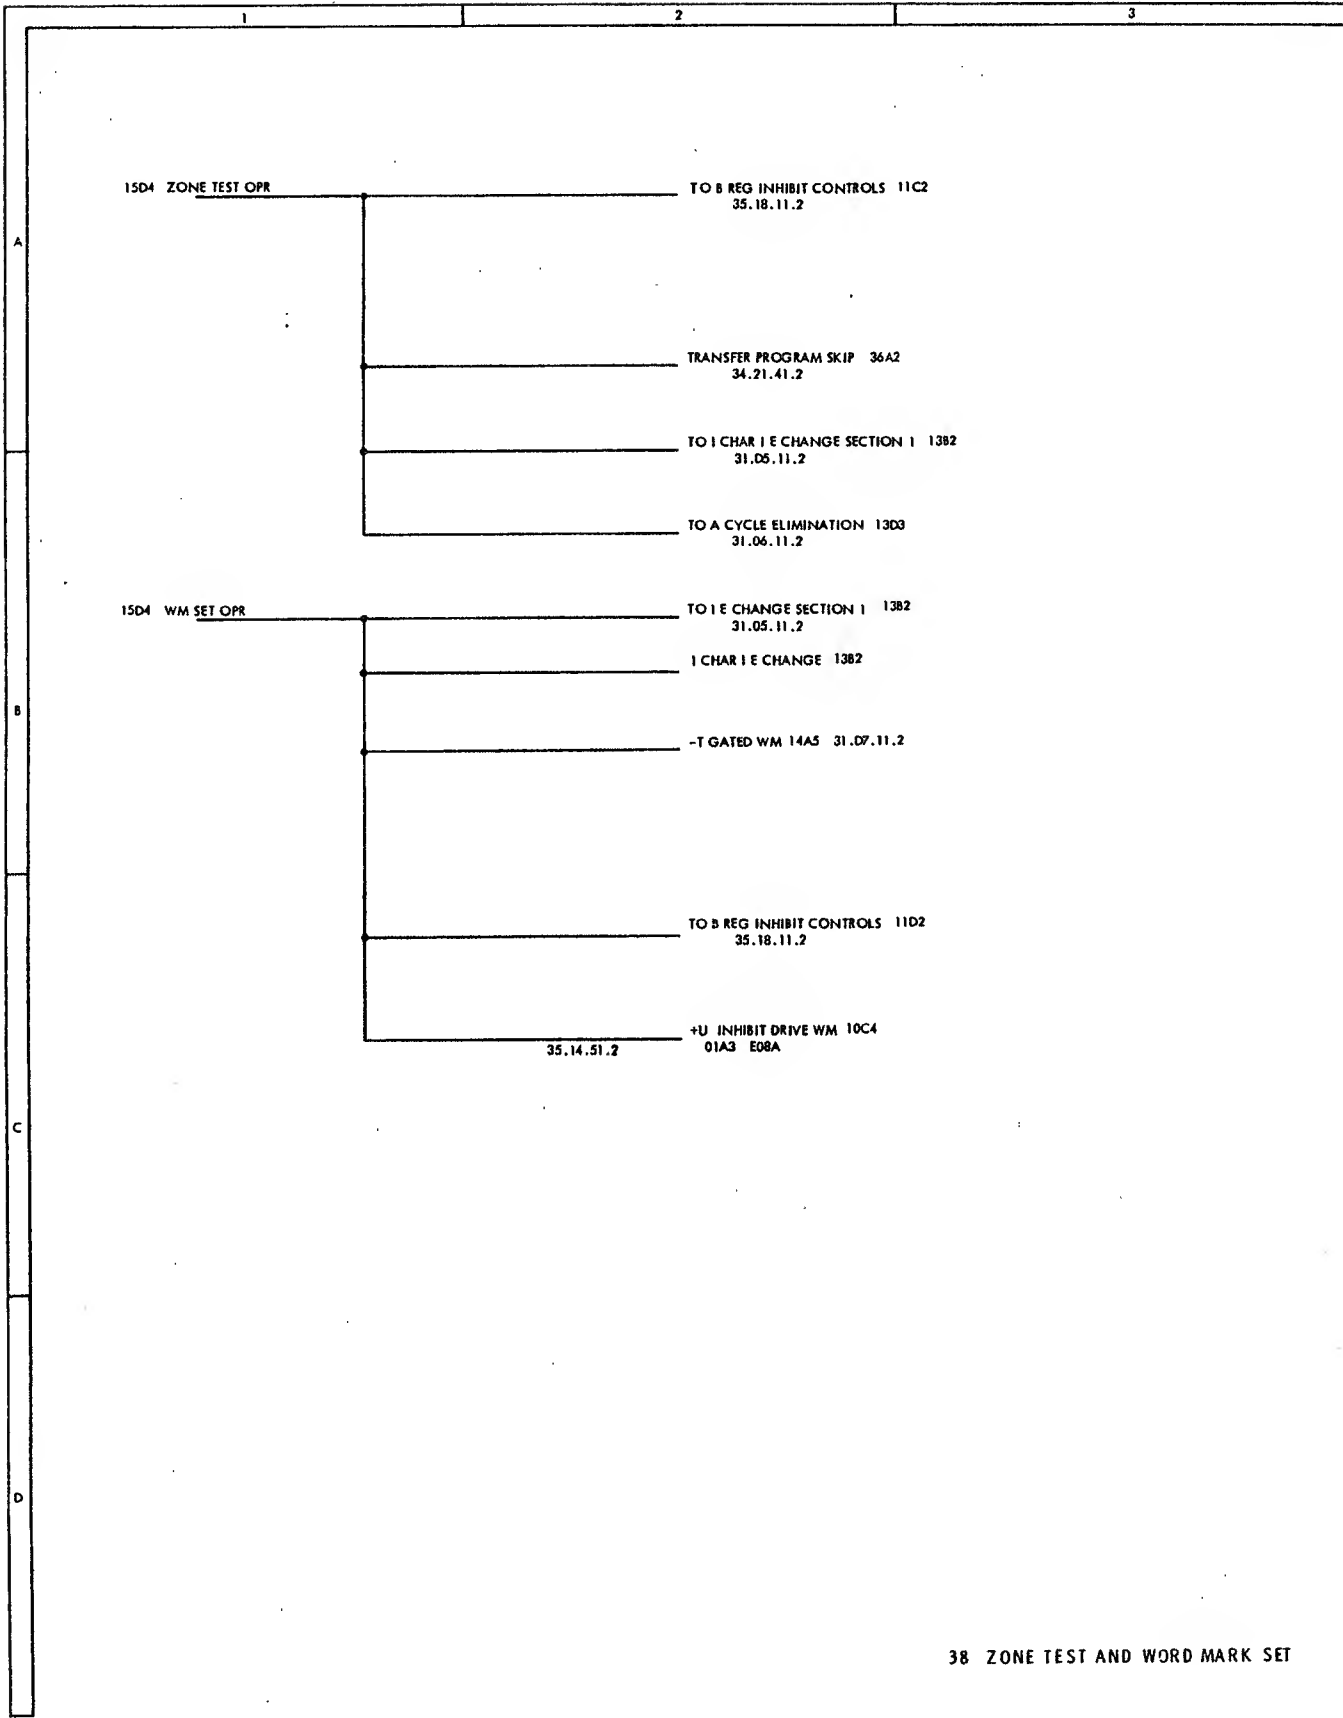 1 2 3
15D4 ZONE TEST OPR
TO B REG INHIBIT CONTROLS 11C2
35.18.11.2
A
TRANSFER PROGRAM SKIP 36A2
34.21.41.2
TO I CHAR I E CHANGE SECTION 1 13B2
31.05.11.2
TO A CYCLE ELIMINATION 13D3
31.06.11.2
15D4 WM SET OPR
TO I E CHANGE SECTION 1 13B2
31.05.11.2
1 CHAR I E CHANGE 13B2
B
-T GATED WM 14A5 31.07.11.2
TO B REG INHIBIT CONTROLS 11D2
35.18.11.2
+U INHIBIT DRIVE WM 10C4
35.14.51.2
01A3 E08A
C
D
38 ZONE TEST AND WORD MARK SET